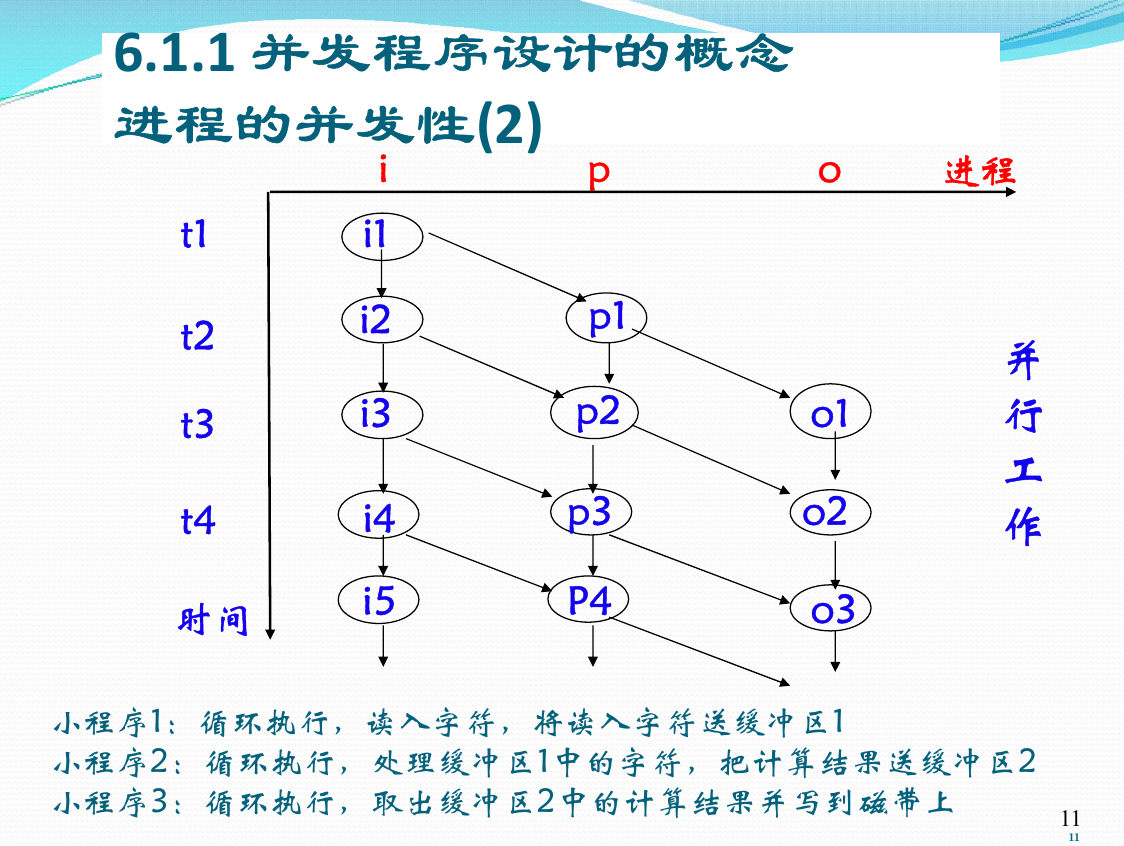 6.1.1 并发程序设计的概念
进程的并发性(2)
i p o 进程
t1 i1
t2 i2 p1
t3 i3 p2 o1
t4 i4 p3 o2
时间 i5 P4 o3
并
行
工
作
小程序1：循环执行，读入字符，将读入字符送缓冲区1
小程序2：循环执行，处理缓冲区1中的字符，把计算结果送缓冲区2
小程序3：循环执行，取出缓冲区2中的计算结果并写到磁带上
11
11